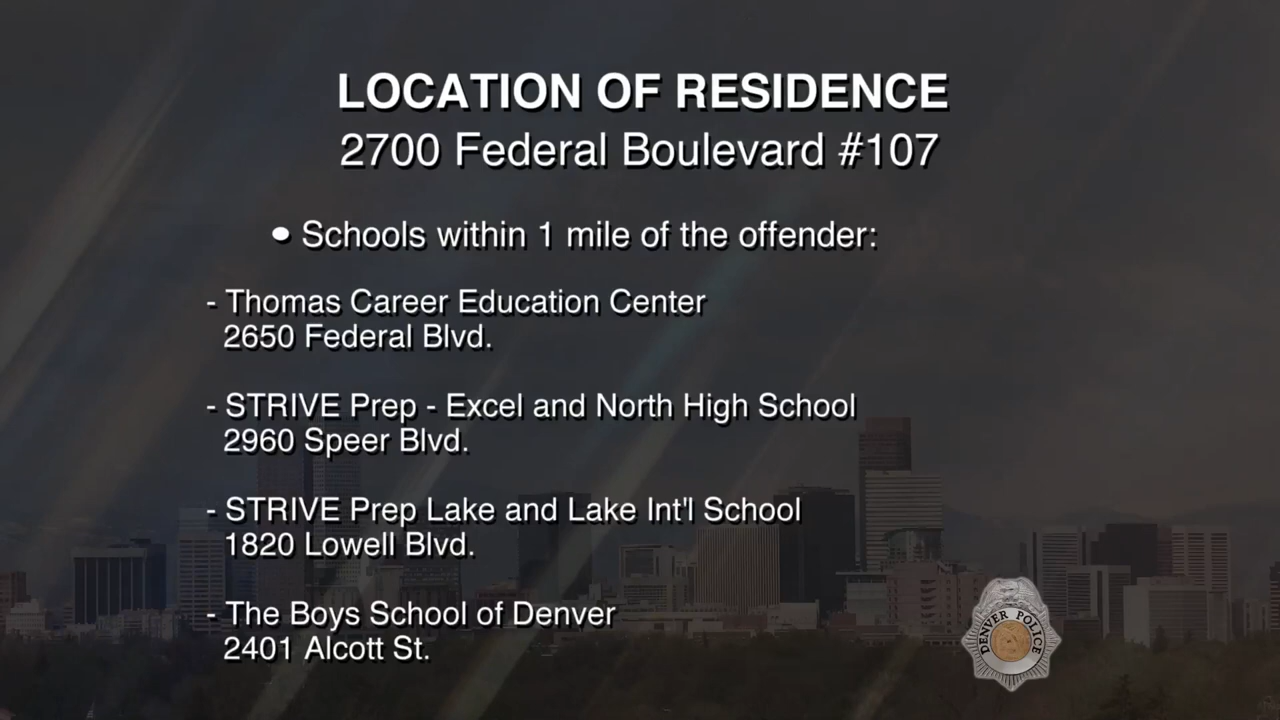 LOCATION OF RESIDENCE
2700 Federal Boulevard #107
• Schools within 1 mile of the offender:
- Thomas Career Education Center
2650 Federal Blvd.
- STRIVE Prep - Excel and North High School
2960 Speer Blvd.
- STRIVE Prep Lake and Lake Int'l School
1820 Lowell Blvd.
- The Boys School of Denver
2401 Alcott St.
DENVER POLICE